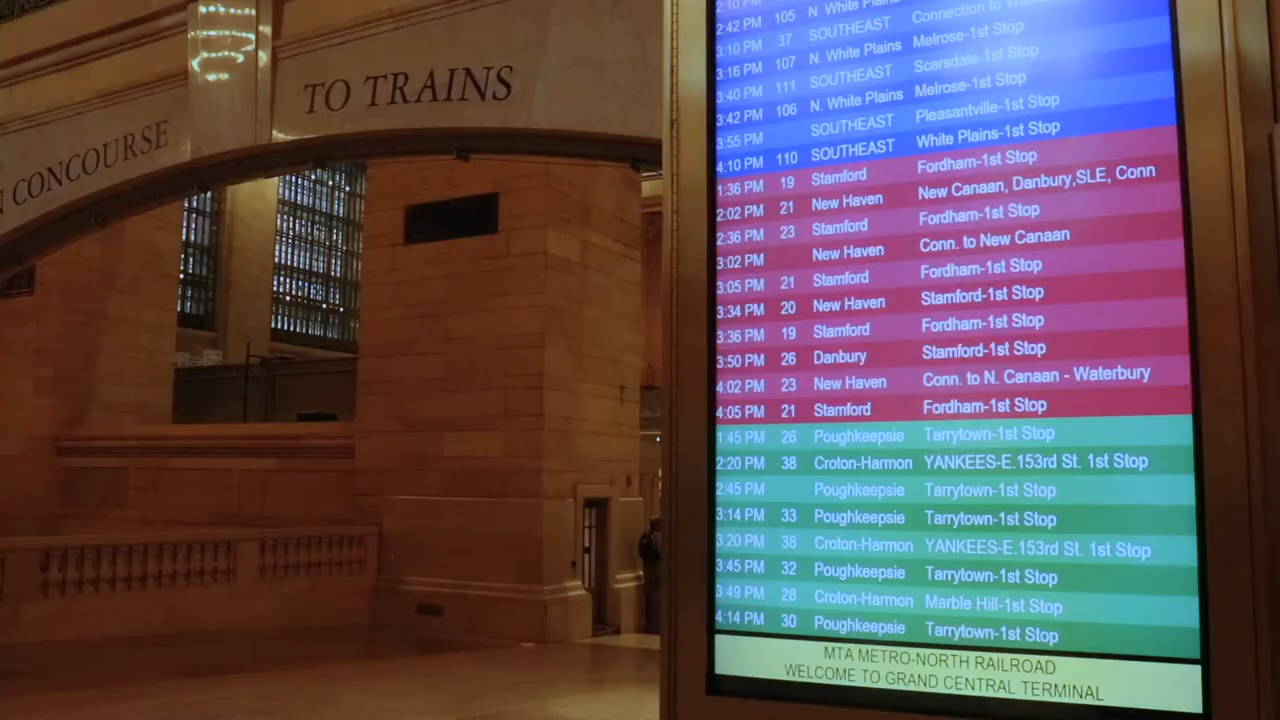 TO TRAINS
CONCOURSE
2:10 PM
2:42 PM 105 N. White Plains
3:10 PM 37 SOUTHEAST Connection to
3:16 PM 107 N. White Plains Melrose-1st Stop
3:40 PM 111 SOUTHEAST Scarsdale-1st Stop
3:42 PM 106 N. White Plains Melrose-1st Stop
3:55 PM SOUTHEAST Pleasantville-1st Stop
4:10 PM 110 SOUTHEAST White Plains-1st Stop
1:36 PM 19 Stamford Fordham-1st Stop
2:02 PM 21 New Haven New Canaan, Danbury,SLE, Conn
2:36 PM 23 Stamford Fordham-1st Stop
3:02 PM New Haven Conn. to New Canaan
3:05 PM 21 Stamford Fordham-1st Stop
3:34 PM 20 New Haven Stamford-1st Stop
3:36 PM 19 Stamford Fordham-1st Stop
3:50 PM 26 Danbury Stamford-1st Stop
4:02 PM 23 New Haven Conn. to N. Canaan - Waterbury
4:05 PM 21 Stamford Fordham-1st Stop
1:45 PM 26 Poughkeepsie Tarrytown-1st Stop
2:20 PM 38 Croton-Harmon YANKEES-E.153rd St. 1st Stop
2:45 PM Poughkeepsie Tarrytown-1st Stop
3:14 PM 33 Poughkeepsie Tarrytown-1st Stop
3:20 PM 38 Croton-Harmon YANKEES-E.153rd St. 1st Stop
3:45 PM 32 Poughkeepsie Tarrytown-1st Stop
3:49 PM 28 Croton-Harmon Marble Hill-1st Stop
4:14 PM 30 Poughkeepsie Tarrytown-1st Stop
MTA METRO-NORTH RAILROAD
WELCOME TO GRAND CENTRAL TERMINAL